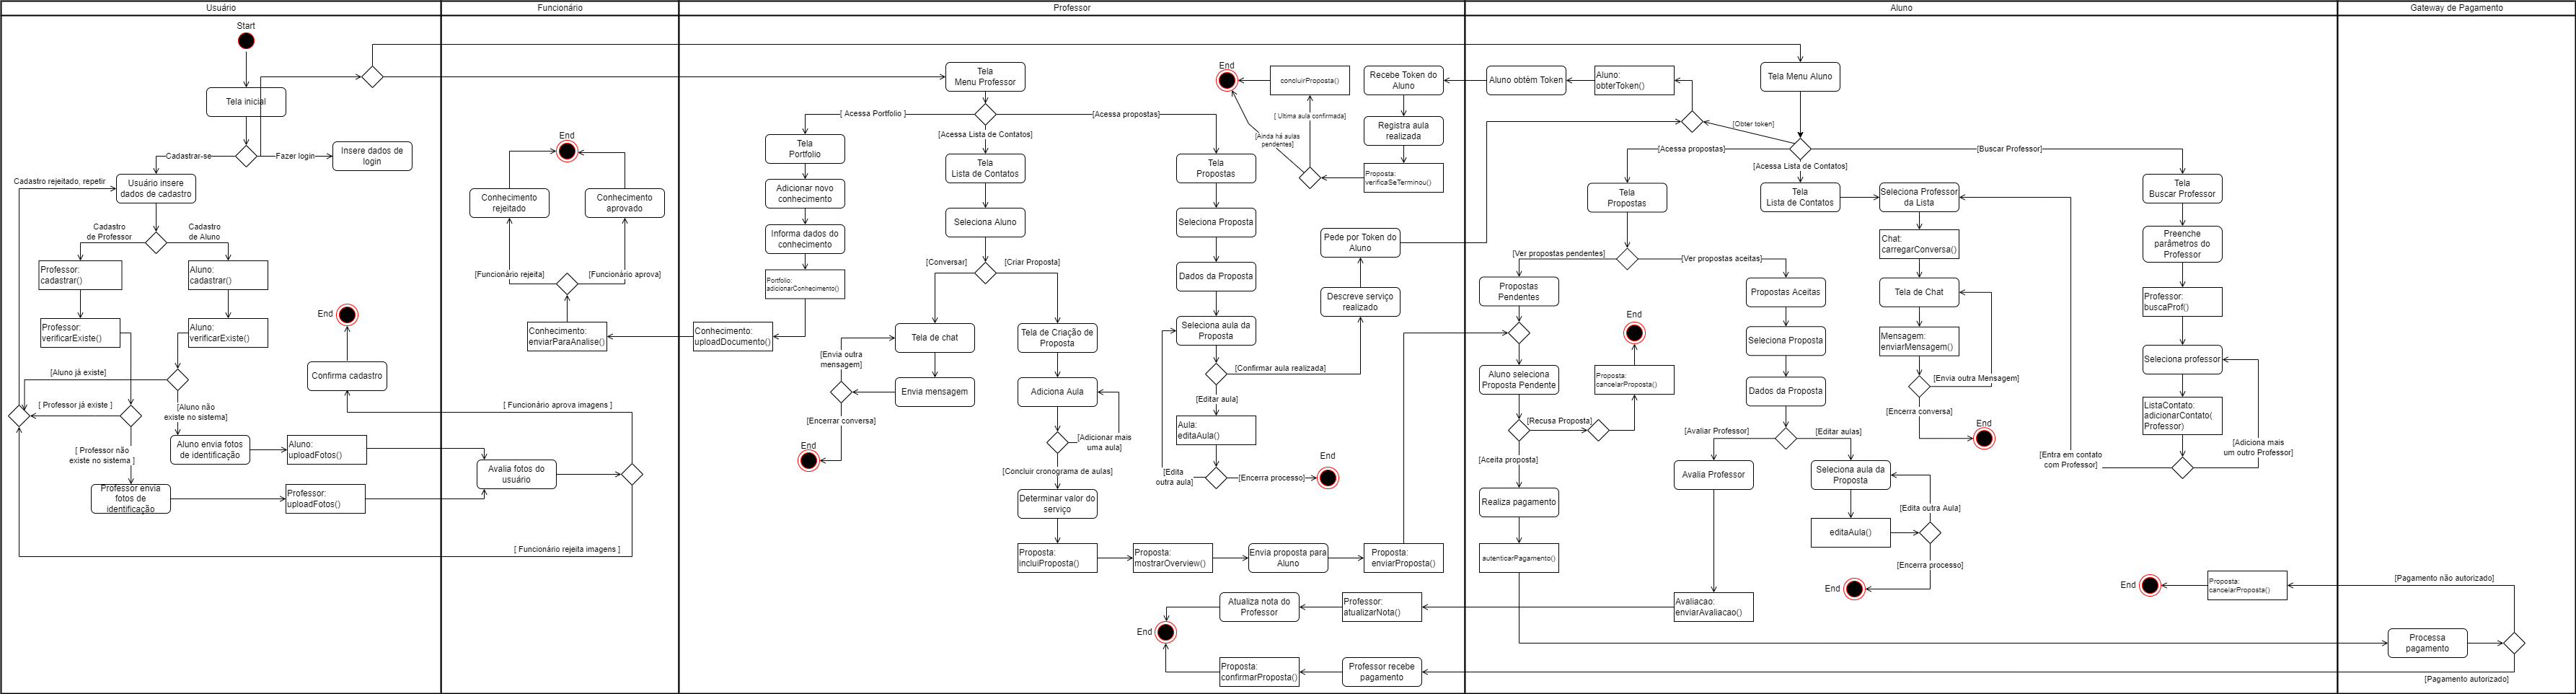 Usuário
Funcionário
Professor
Aluno
Gateway de Pagamento
Start
Tela inicial
Cadastrar-se
Fazer login
Insere dados de
login
Cadastro rejeitado, repetir
Usuário insere
dados de cadastro
Cadastro
de Professor
Cadastro
de Aluno
Professor:
cadastrar()
Aluno:
cadastrar()
Professor:
verificarExiste()
Aluno:
verificarExiste()
End
Confirma cadastro
[Aluno já existe]
[ Professor já existe ]
[Aluno não
existe no sistema]
[ Professor não
existe no sistema ]
Aluno envia fotos
de identificação
Aluno:
uploadFotos()
Professor envia
fotos de
identificação
Professor:
uploadFotos()
End
Conhecimento
rejeitado
Conhecimento
aprovado
[Funcionário rejeita]
[Funcionário aprova]
Conhecimento:
enviarParaAnalise()
[ Funcionário aprova imagens ]
Avalia fotos do
usuário
[ Funcionário rejeita imagens ]
Tela
Menu Professor
[ Acessa Portfolio ]
[Acessa Lista de Contatos]
[Acessa propostas]
Tela
Portfolio
Adicionar novo
conhecimento
Informa dados do
conhecimento
Portfolio:
adicionarConhecimento()
Conhecimento:
uploadDocumento()
Tela
Lista de Contatos
Seleciona Aluno
[Conversar]
[Criar Proposta]
Tela de chat
[Envia outra
mensagem]
Envia mensagem
[Encerrar conversa]
End
Tela de Criação de
Proposta
Adiciona Aula
[Adicionar mais
uma aula]
[Concluir cronograma de aulas]
Determinar valor do
serviço
Proposta:
incluiProposta()
Proposta:
mostrarOverview()
Envia proposta para
Aluno
Proposta:
enviarProposta()
Tela
Propostas
Seleciona Proposta
Dados da Proposta
Seleciona aula da
Proposta
[Confirmar aula realizada]
[Editar aula]
Aula:
editaAula()
[Edita
outra aula]
[Encerra processo]
End
Descreve serviço
realizado
Pede por Token do
Aluno
End
concluirProposta()
[ Ultima aula confirmada]
[Ainda há aulas
pendentes]
Recebe Token do
Aluno
Registra aula
realizada
Proposta:
verificaSeTerminou()
Atualiza nota do
Professor
Professor:
atualizarNota()
End
Proposta:
confirmarProposta()
Professor recebe
pagamento
Aluno obtèm Token
Aluno:
obterToken()
[Obter token]
Tela Menu Aluno
[Acessa propostas]
[Acessa Lista de Contatos]
[Buscar Professor]
Tela
Propostas
[Ver propostas pendentes]
[Ver propostas aceitas]
Propostas
Pendentes
Aluno seleciona
Proposta Pendente
[Recusa Proposta]
Proposta:
cancelarProposta()
End
[Aceita proposta]
Realiza pagamento
autenticarPagamento()
Propostas Aceitas
Seleciona Proposta
Dados da Proposta
[Avaliar Professor]
[Editar aulas]
Avalia Professor
Avaliacao:
enviarAvaliacao()
Seleciona aula da
Proposta
[Edita outra Aula]
editaAula()
[Encerra processo]
End
Tela
Lista de Contatos
Seleciona Professor
da Lista
Chat:
carregarConversa()
Tela de Chat
Mensagem:
enviarMensagem()
[Envia outra Mensagem]
[Encerra conversa]
End
Tela
Buscar Professor
Preenche
parâmetros do
Professor
Professor:
buscaProf()
Seleciona professor
ListaContato:
adicionarContato(
Professor)
[Adiciona mais
um outro Professor]
[Entra em contato
com Professor]
End
Proposta:
cancelarProposta()
[Pagamento não autorizado]
Processa
pagamento
[Pagamento autorizado]